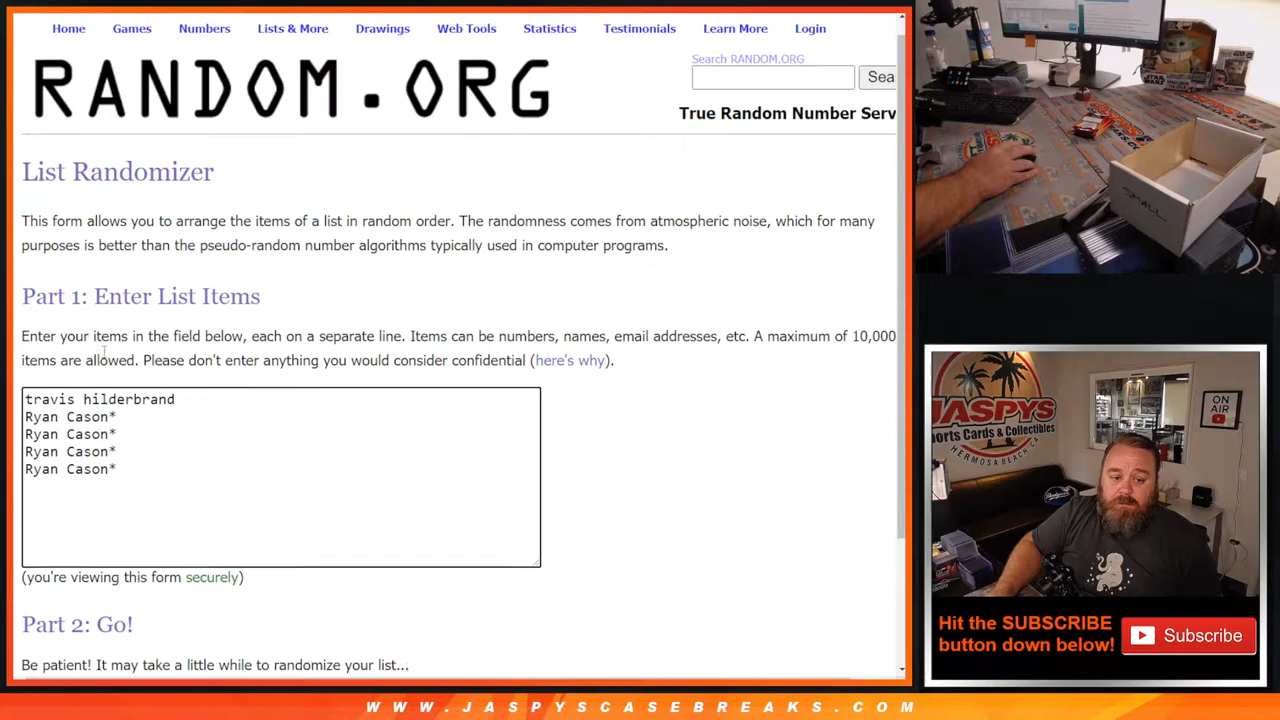 Home Games Numbers Lists & More Drawings Web Tools Statistics Testimonials Learn More Login
RANDOM.ORG
Search RANDOM.ORG
Sea
True Random Number Serv
List Randomizer
This form allows you to arrange the items of a list in random order. The randomness comes from atmospheric noise, which for many
purposes is better than the pseudo-random number algorithms typically used in computer programs.
Part 1: Enter List Items
Enter your items in the field below, each on a separate line. Items can be numbers, names, email addresses, etc. A maximum of 10,000
items are allowed. Please don't enter anything you would consider confidential (here's why).
travis hilderbrand
Ryan Cason*
Ryan Cason*
Ryan Cason*
Ryan Cason*
(you're viewing this form securely)
Part 2: Go!
Be patient! It may take a little while to randomize your list...
SMALL
STAR WARS
JASPYS
orts Cards & Collectibles
HERMOSA BEACH, CA
ON
AIR
Hit the SUBSCRIBE
button down below!
Subscribe
WWW.JASPYSCASEBREAKS.COM